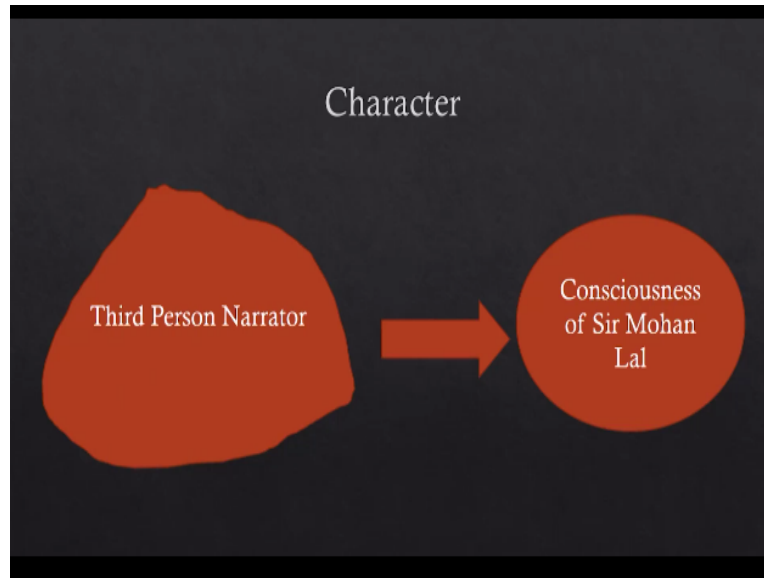 Character
Third Person Narrator
Consciousness
of Sir Mohan
Lal